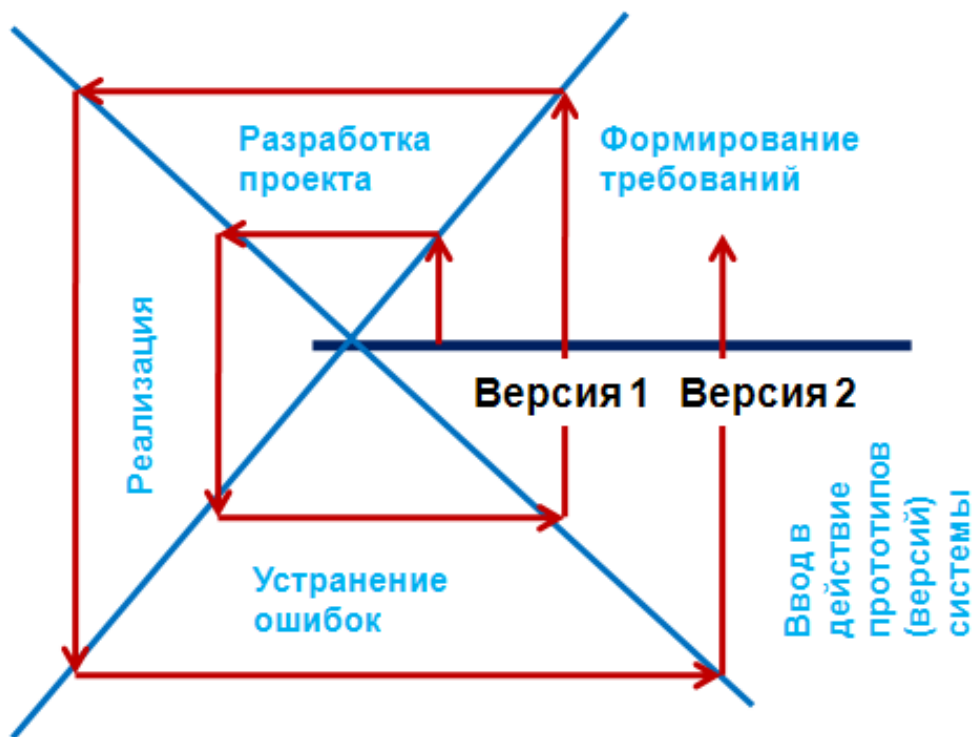 Разработка
проекта
Формирование
требований
Реализация
Версия 1
Версия 2
Устранение
ошибок
Ввод в
действие
прототипов
(версий)
системы